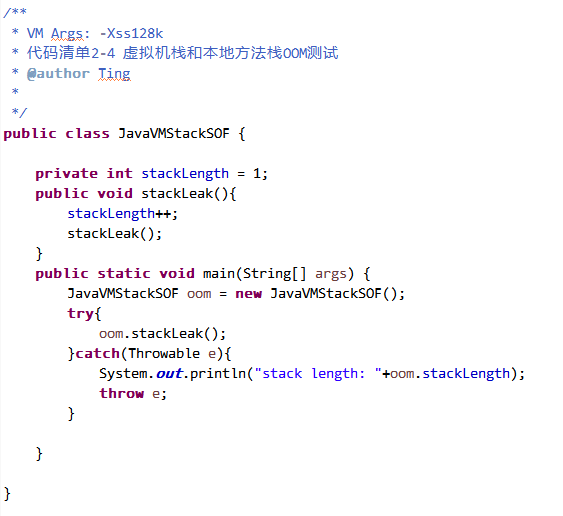 /**
 * VM Args: -Xss128k
 * 代码清单2-4 虚拟机栈和本地方法栈OOM测试
 * @author Ting
 *
 */
public class JavaVMStackSOF {
    private int stackLength = 1;
    public void stackLeak(){
        stackLength++;
        stackLeak();
    }
    public static void main(String[] args) {
        JavaVMStackSOF oom = new JavaVMStackSOF();
        try{
            oom.stackLeak();
        }catch(Throwable e){
            System.out.println("stack length: "+oom.stackLength);
            throw e;
        }
    }
}